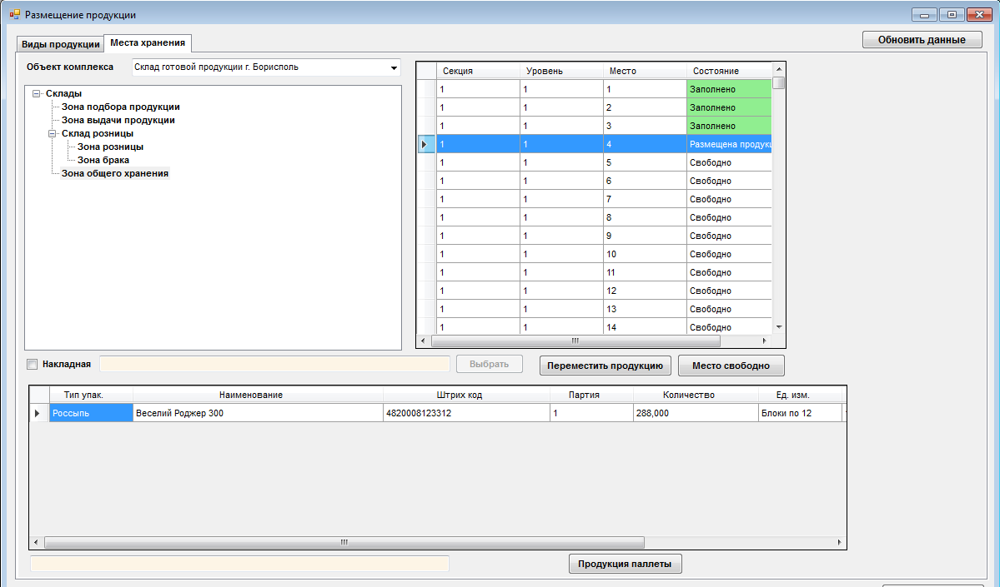 Размещение продукции
Виды продукции Места хранения
Обновить данные
Объект комплекса Склад готовой продукции г. Борисполь
Склады
Зона подбора продукции
Зона выдачи продукции
Склад розницы
Зона розницы
Зона брака
Зона общего хранения
Секция Уровень Место Состояние
1 1 1 Заполнено
1 1 2 Заполнено
1 1 3 Заполнено
1 1 4 Размещена продукц
1 1 5 Свободно
1 1 6 Свободно
1 1 7 Свободно
1 1 8 Свободно
1 1 9 Свободно
1 1 10 Свободно
1 1 11 Свободно
1 1 12 Свободно
1 1 13 Свободно
1 1 14 Свободно
Накладная Выбрать Переместить продукцию Место свободно
Тип упак. Наименование Штрих код Партия Количество Ед. изм.
Россыпь Веселий Роджер 300 4820008123312 1 288,000 Блоки по 12
Продукция паллеты